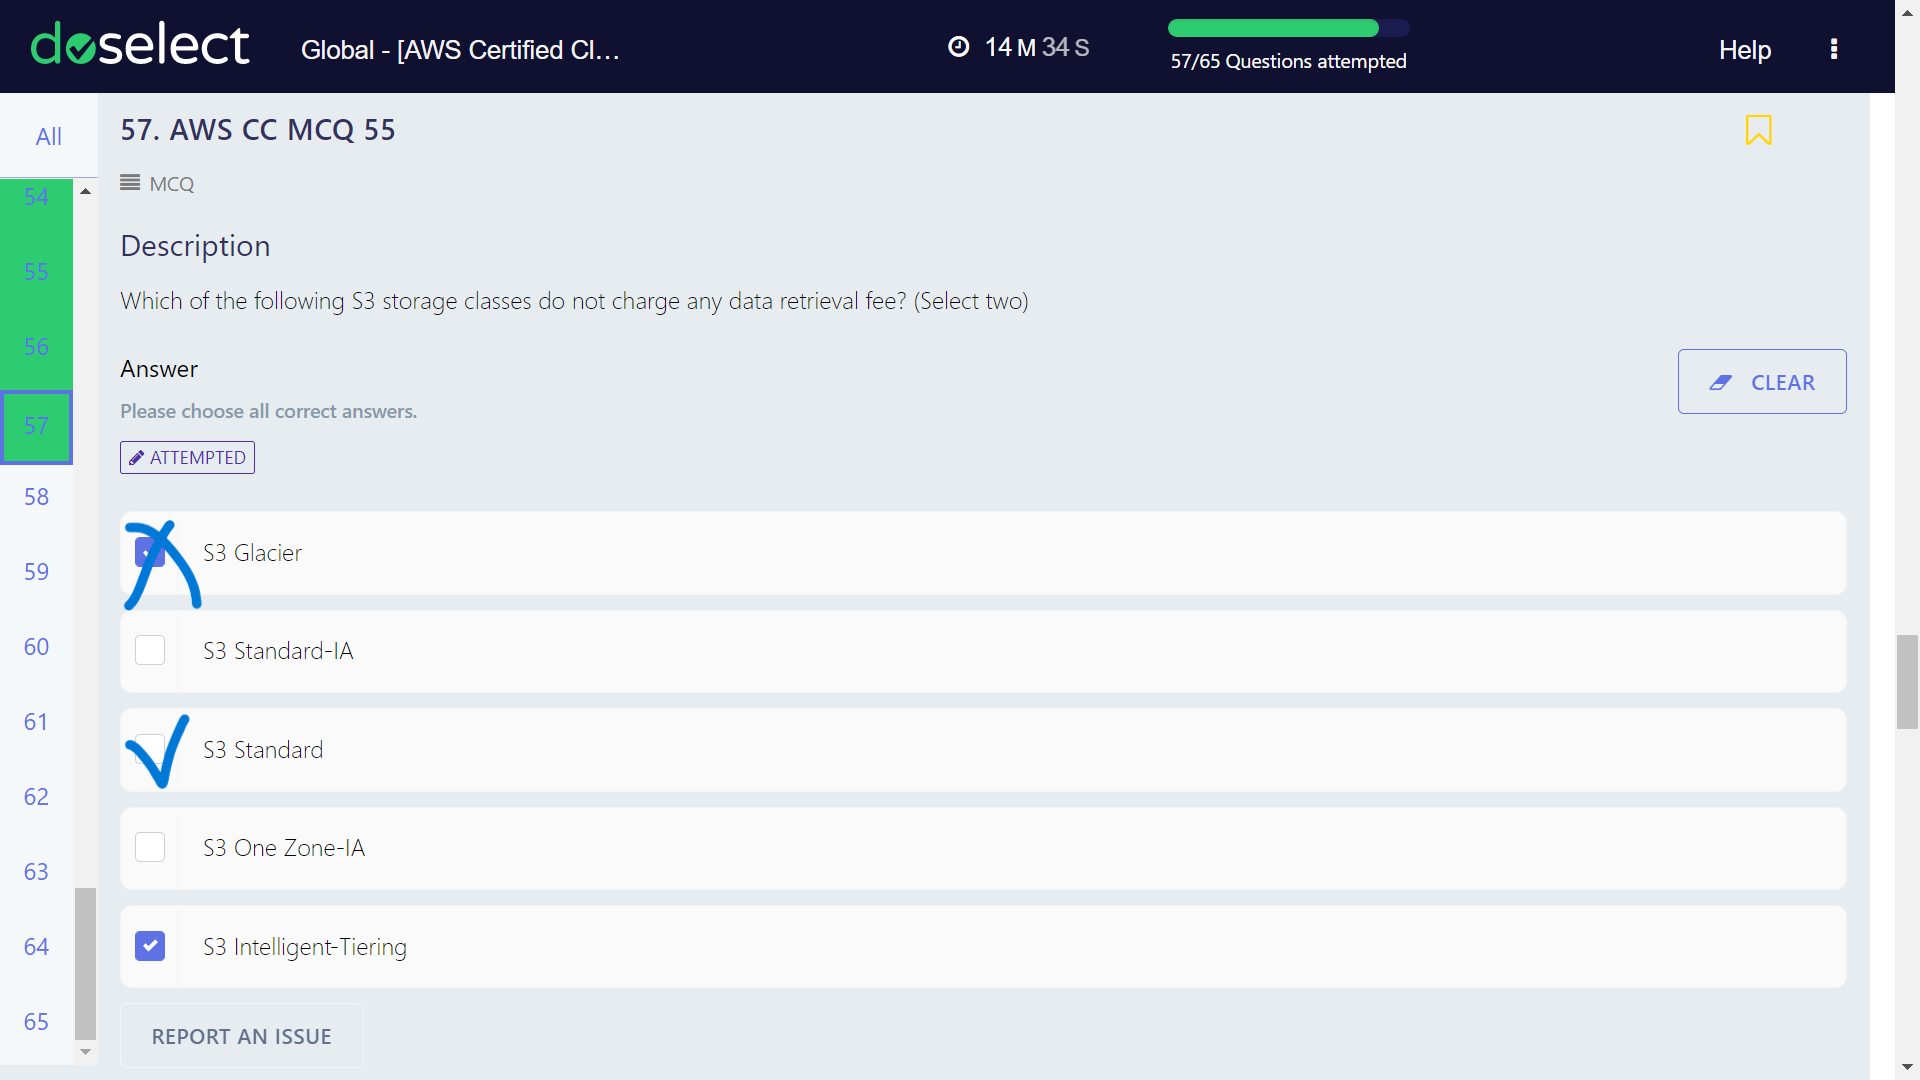 doselect
Global - [AWS Certified Cl...
14 M 34 S
57/65 Questions attempted
Help
All
54
55
56
57
58
59
60
61
62
63
64
65
57. AWS CC MCQ 55
MCQ
Description
Which of the following S3 storage classes do not charge any data retrieval fee? (Select two)
Answer
CLEAR
Please choose all correct answers.
ATTEMPTED
S3 Glacier
S3 Standard-IA
S3 Standard
S3 One Zone-IA
S3 Intelligent-Tiering
REPORT AN ISSUE